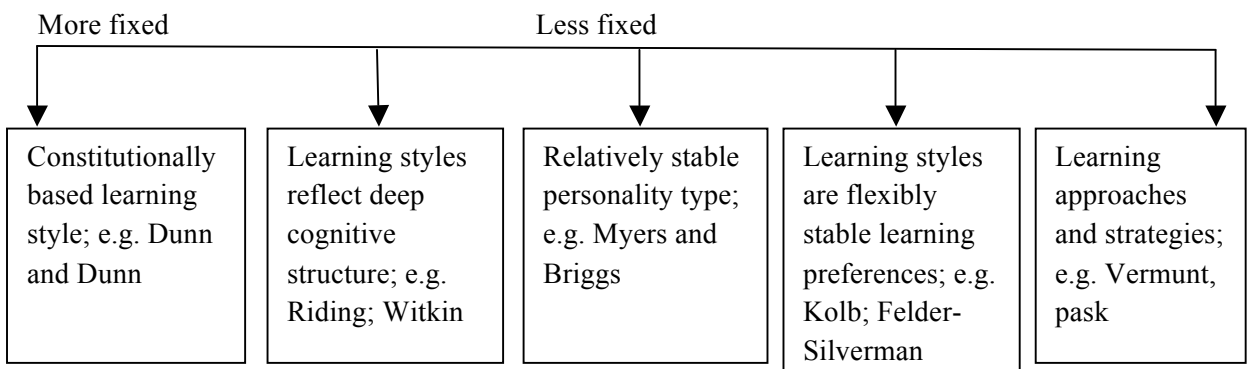 More fixed
Less fixed
Constitutionally
based learning
style; e.g. Dunn
and Dunn
Learning styles
reflect deep
cognitive
structure; e.g.
Riding; Witkin
Relatively stable
personality type;
e.g. Myers and
Briggs
Learning styles
are flexibly
stable learning
preferences; e.g.
Kolb; Felder-
Silverman
Learning
approaches
and strategies;
e.g. Vermunt,
pask